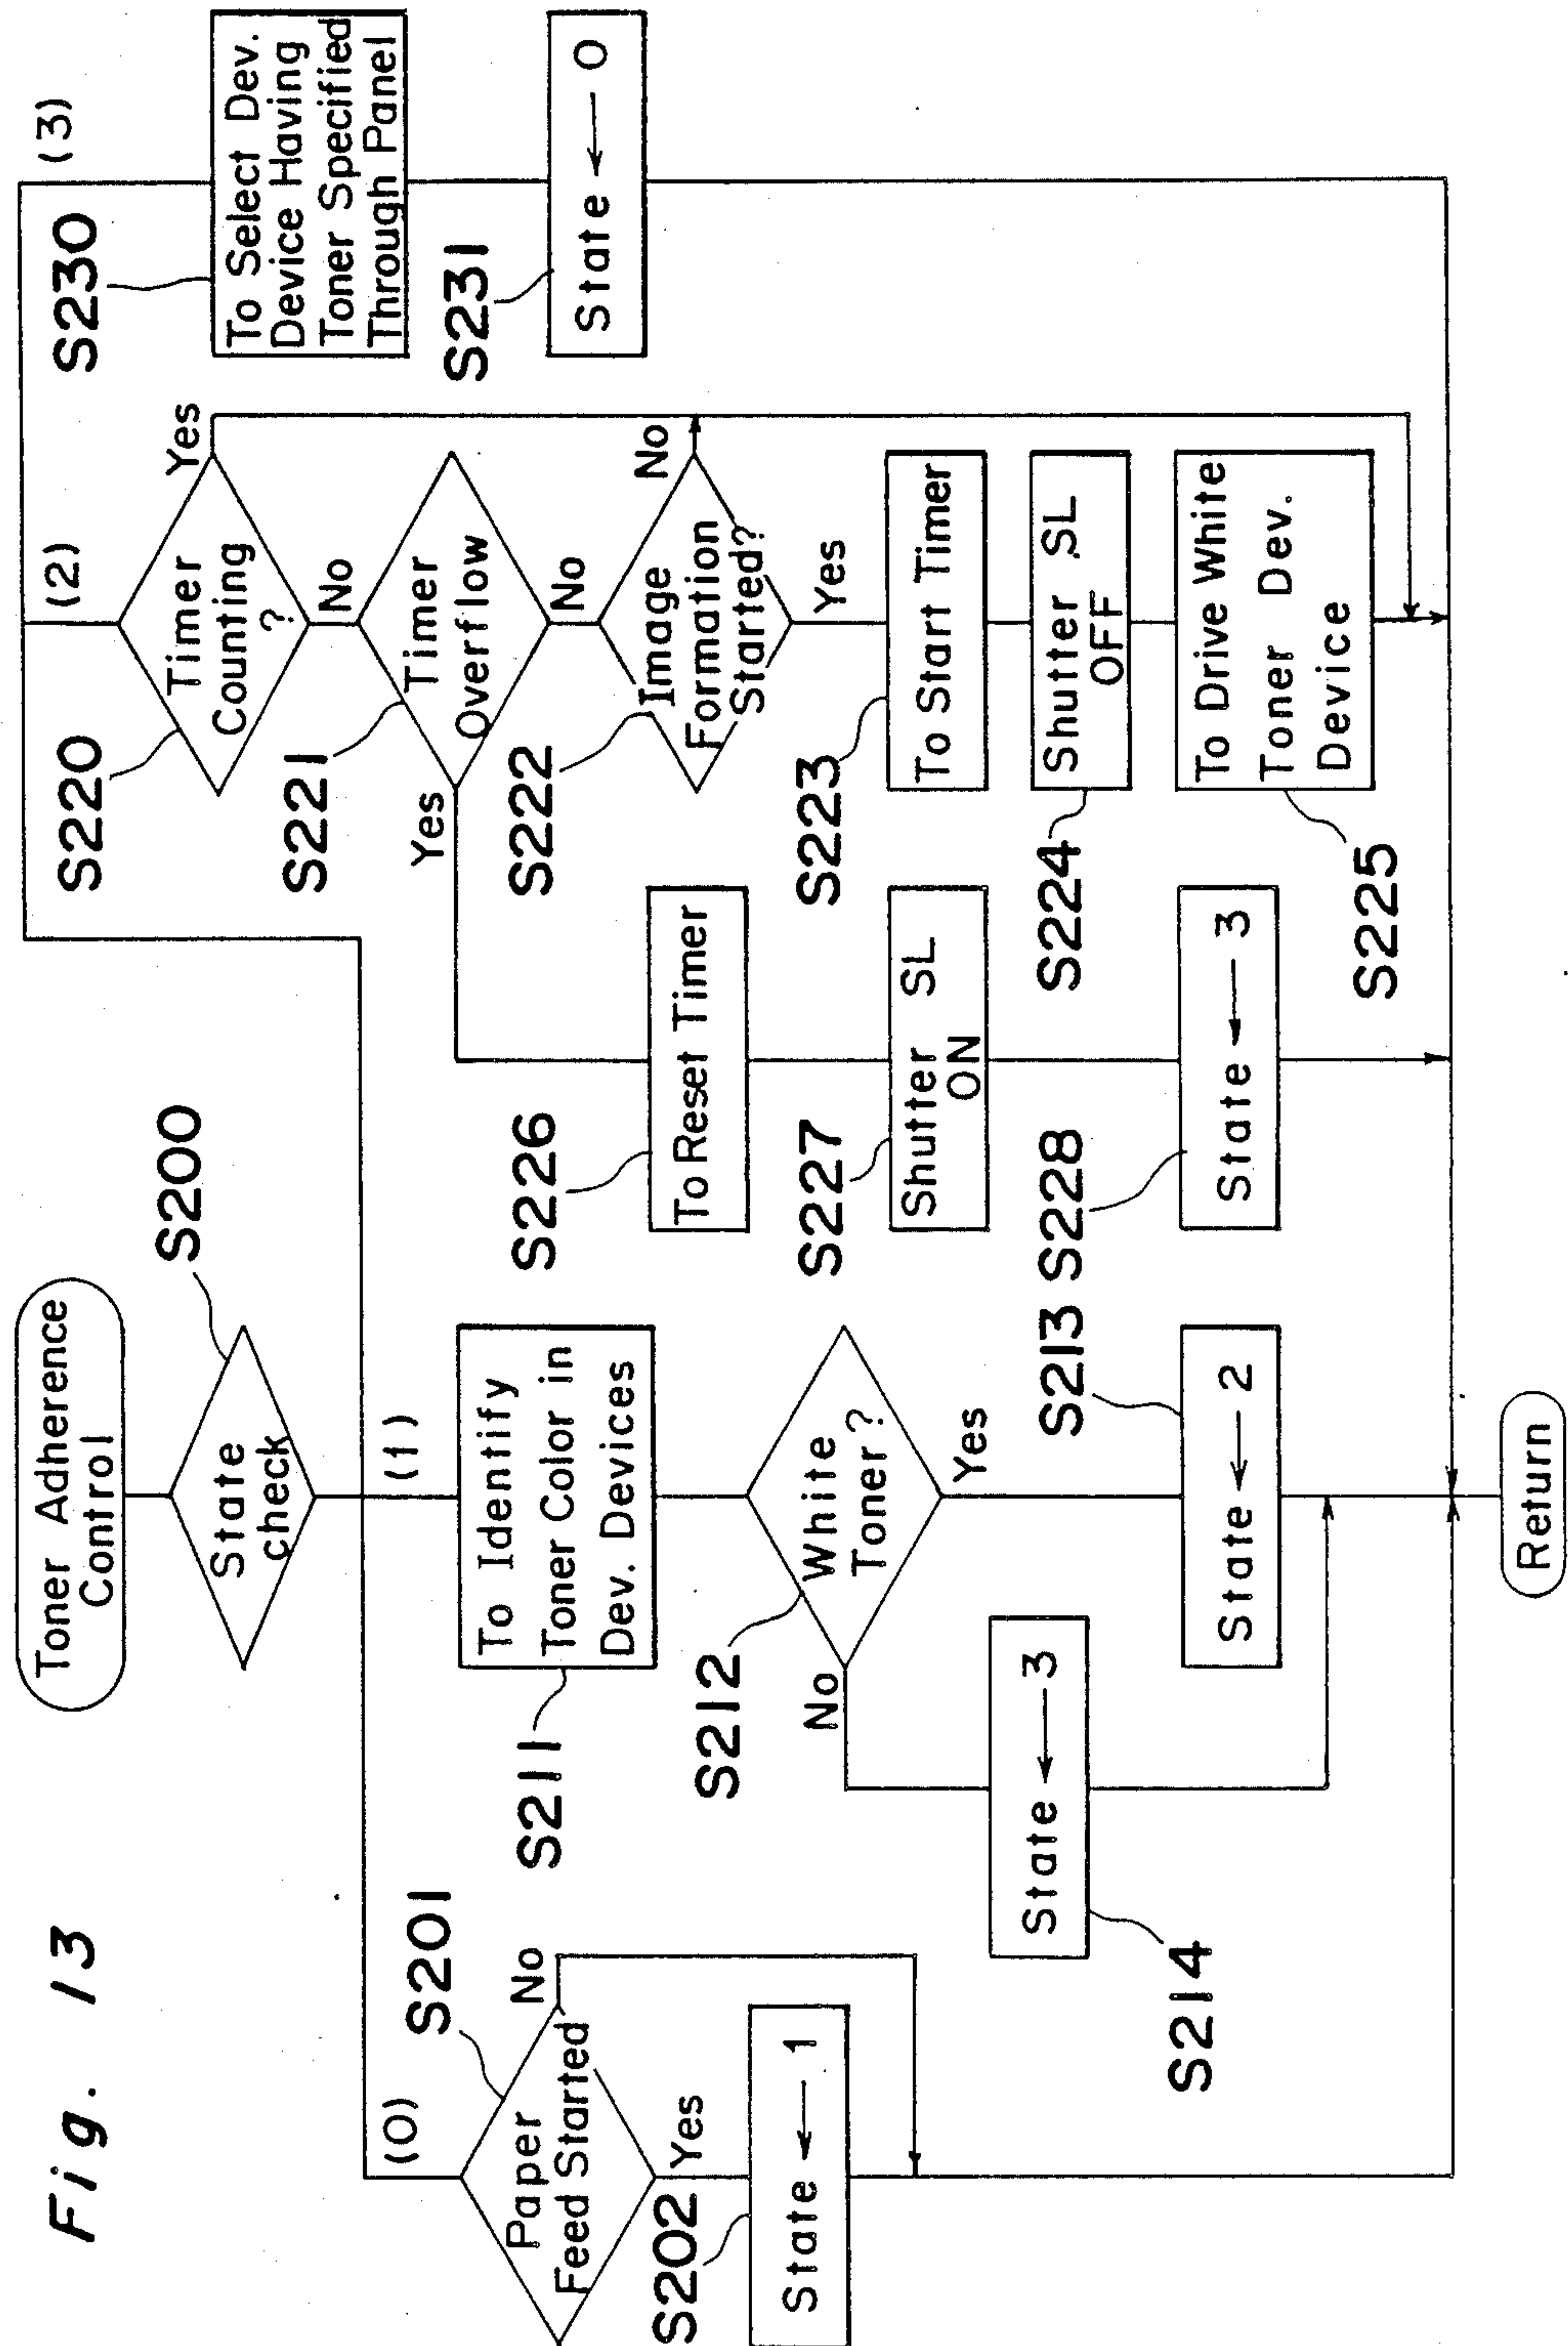 Fig. 13
Toner Adherence
Control
S200
State
check
(0)
S201
Paper
Feed Started
No
Yes
S202
State ← 1
(1)
S211
To Identify
Toner Color in
Dev. Devices
S212
White
Toner?
No
Yes
S214
State ← 3
S213
State ← 2
(2)
S220
Timer
Counting
?
Yes
No
S221
Timer
Overflow
Yes
No
S222
Image
Formation
Started?
No
Yes
S223
To Start Timer
S224
Shutter SL
OFF
S225
To Drive White
Toner Dev.
Device
S226
To Reset Timer
S227
Shutter SL
ON
S228
State ← 3
(3)
S230
To Select Dev.
Device Having
Toner Specified
Through Panel
S231
State ← 0
Return